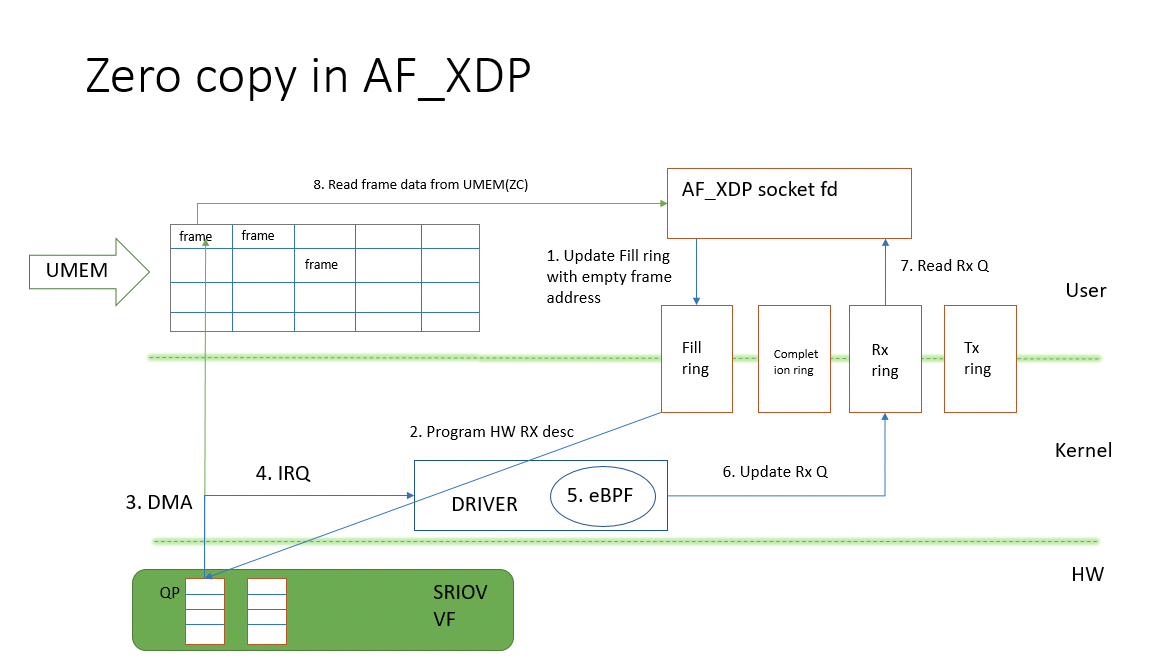 Zero copy in AF_XDP
8. Read frame data from UMEM(ZC)
AF_XDP socket fd
frame
frame
frame
UMEM
1. Update Fill ring
with empty frame
address
7. Read Rx Q
User
Fill
ring
Complet
ion ring
Rx
ring
Tx
ring
2. Program HW RX desc
Kernel
4. IRQ
6. Update Rx Q
3. DMA
DRIVER
5. eBPF
HW
QP
SRIOV
VF